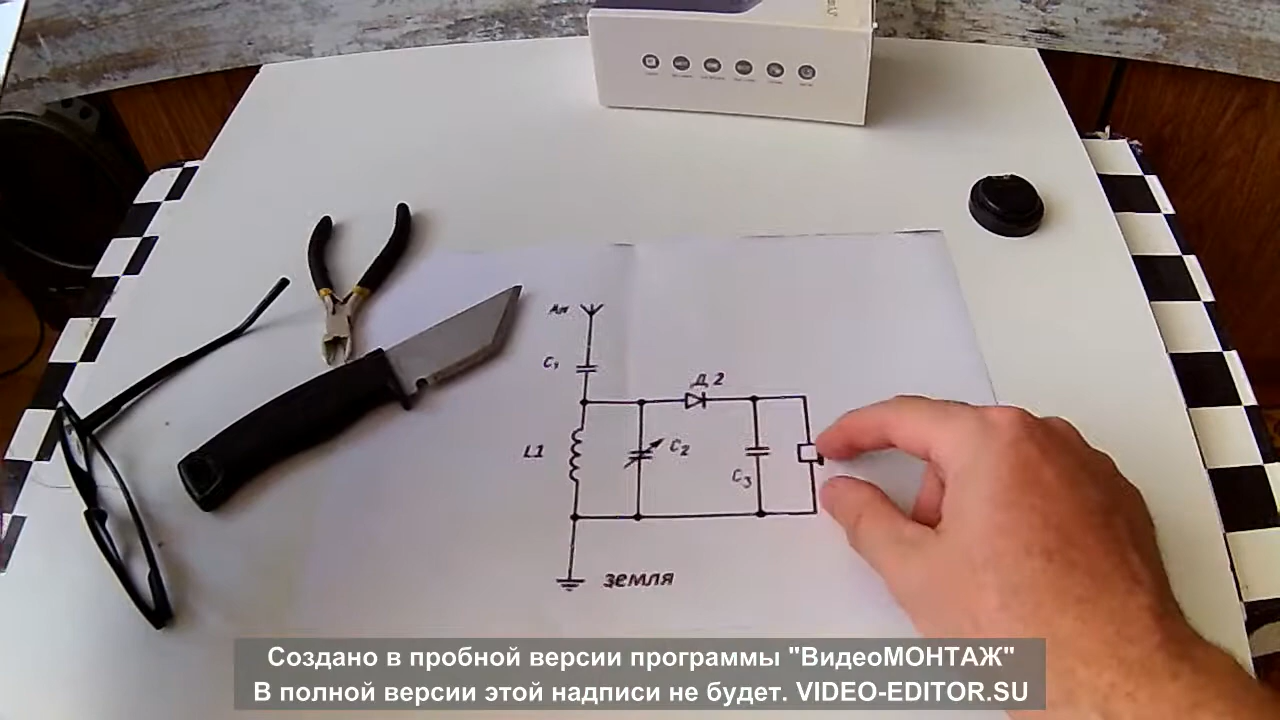 Ан
C1
Д 2
L1
C2
C3
земля
Создано в пробной версии программы "ВидеоМОНТАЖ"
В полной версии этой надписи не будет. VIDEO-EDITOR.SU